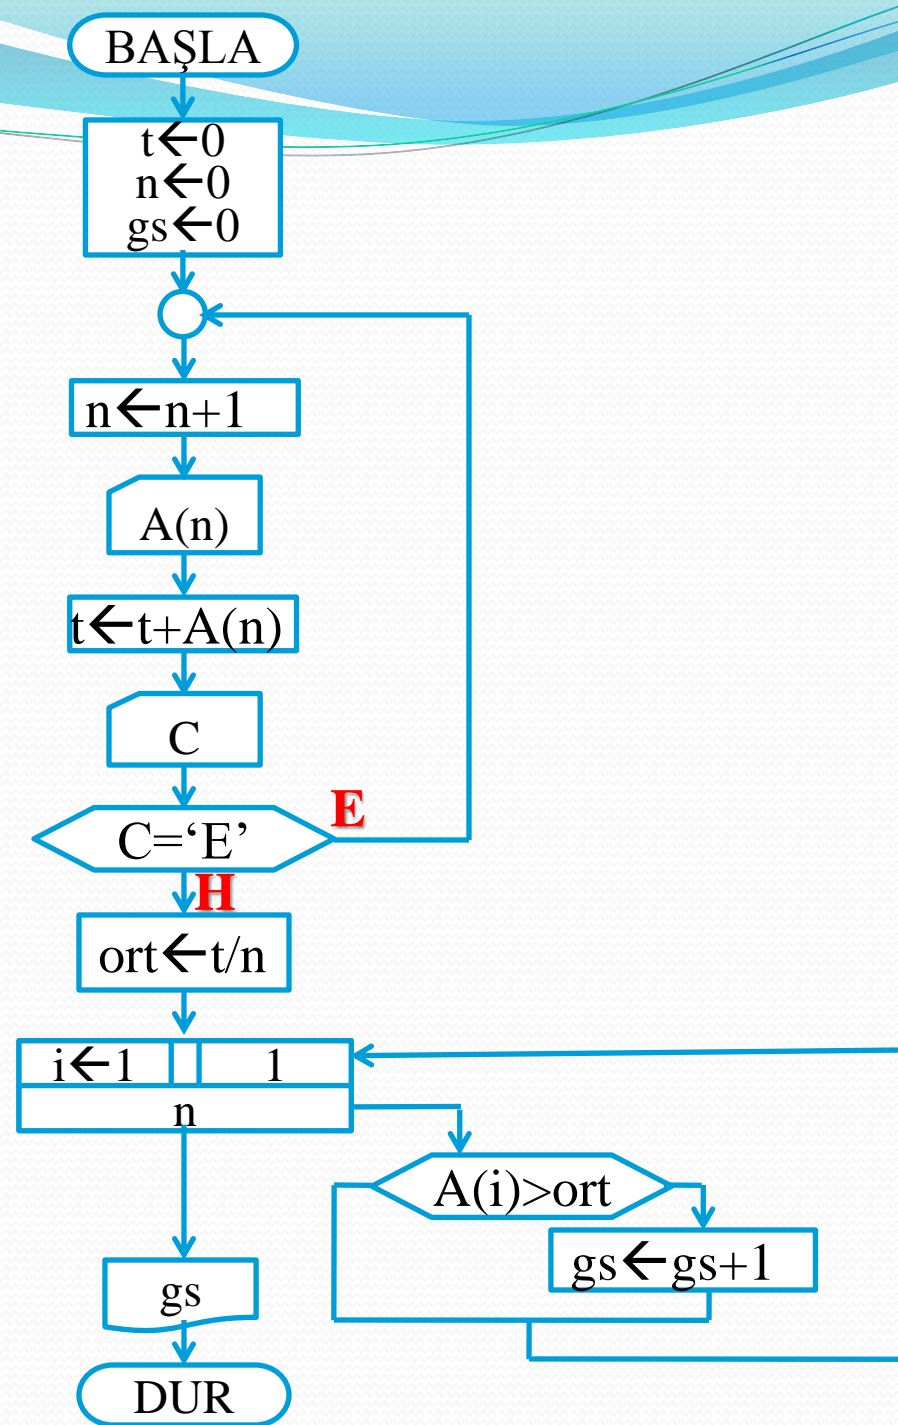 BAŞLA
t←0
n←0
gs←0
n←n+1
A(n)
t←t+A(n)
C
C=‘E’
E
H
ort←t/n
i←1 1
n
A(i)>ort
gs←gs+1
gs
DUR